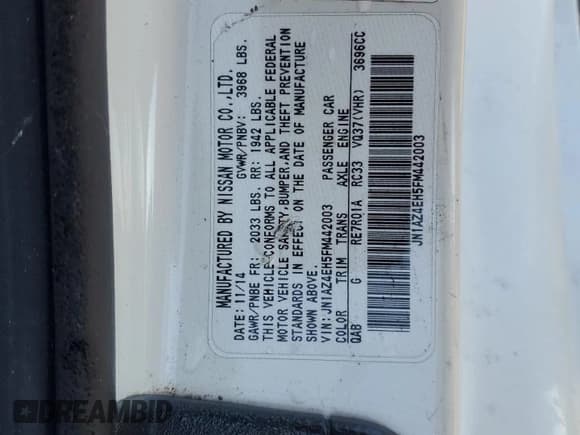 MANUFACTURED BY NISSAN MOTOR CO.,LTD.
DATE: 11/14 GVWR/PNBV: 3968 LBS.
GAWR/PNBE FR: 2033 LBS. RR: 1942 LBS.
THIS VEHICLE CONFORMS TO ALL APPLICABLE FEDERAL
MOTOR VEHICLE SAFETY,BUMPER,AND THEFT PREVENTION
STANDARDS IN EFFECT ON THE DATE OF MANUFACTURE
SHOWN ABOVE.
VIN: JN1AZ4EH5FM442003 PASSENGER CAR
COLOR TRIM TRANS AXLE ENGINE
QAB G RE7R01A RC33 VQ37(VHR) 3696CC
JN1AZ4EH5FM442003
DREAMBID